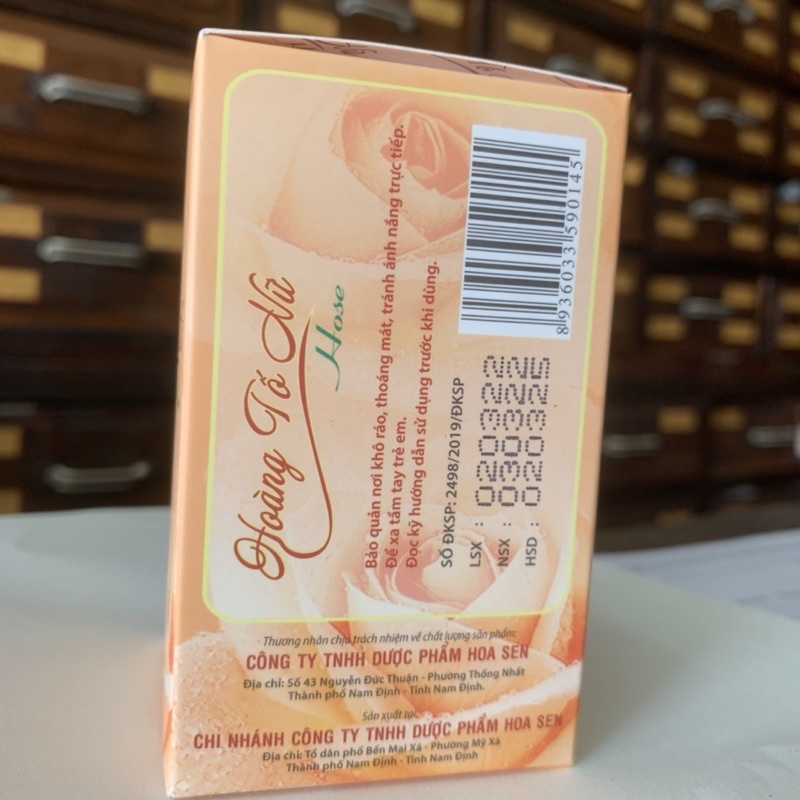 Hoàng Tố Nữ
Hose
Bảo quản nơi khô ráo, thoáng mát, tránh ánh nắng trực tiếp.
Để xa tầm tay trẻ em.
Đọc kỹ hướng dẫn sử dụng trước khi dùng.
SỐ ĐKSP: 2498/2019/ĐKSP
LSX : 020322
NSX : 030322
HSD : 020325
8936033590145
Thương nhân chịu trách nhiệm về chất lượng sản phẩm:
CÔNG TY TNHH DƯỢC PHẨM HOA SEN
Địa chỉ: Số 43 Nguyễn Đức Thuận - Phường Thống Nhất
Thành phố Nam Định - Tỉnh Nam Định.
Sản xuất tại:
CHI NHÁNH CÔNG TY TNHH DƯỢC PHẨM HOA SEN
Địa chỉ: Tổ dân phố Bến Mại Xá - Phường Mỹ Xá
Thành phố Nam Định - Tỉnh Nam Định